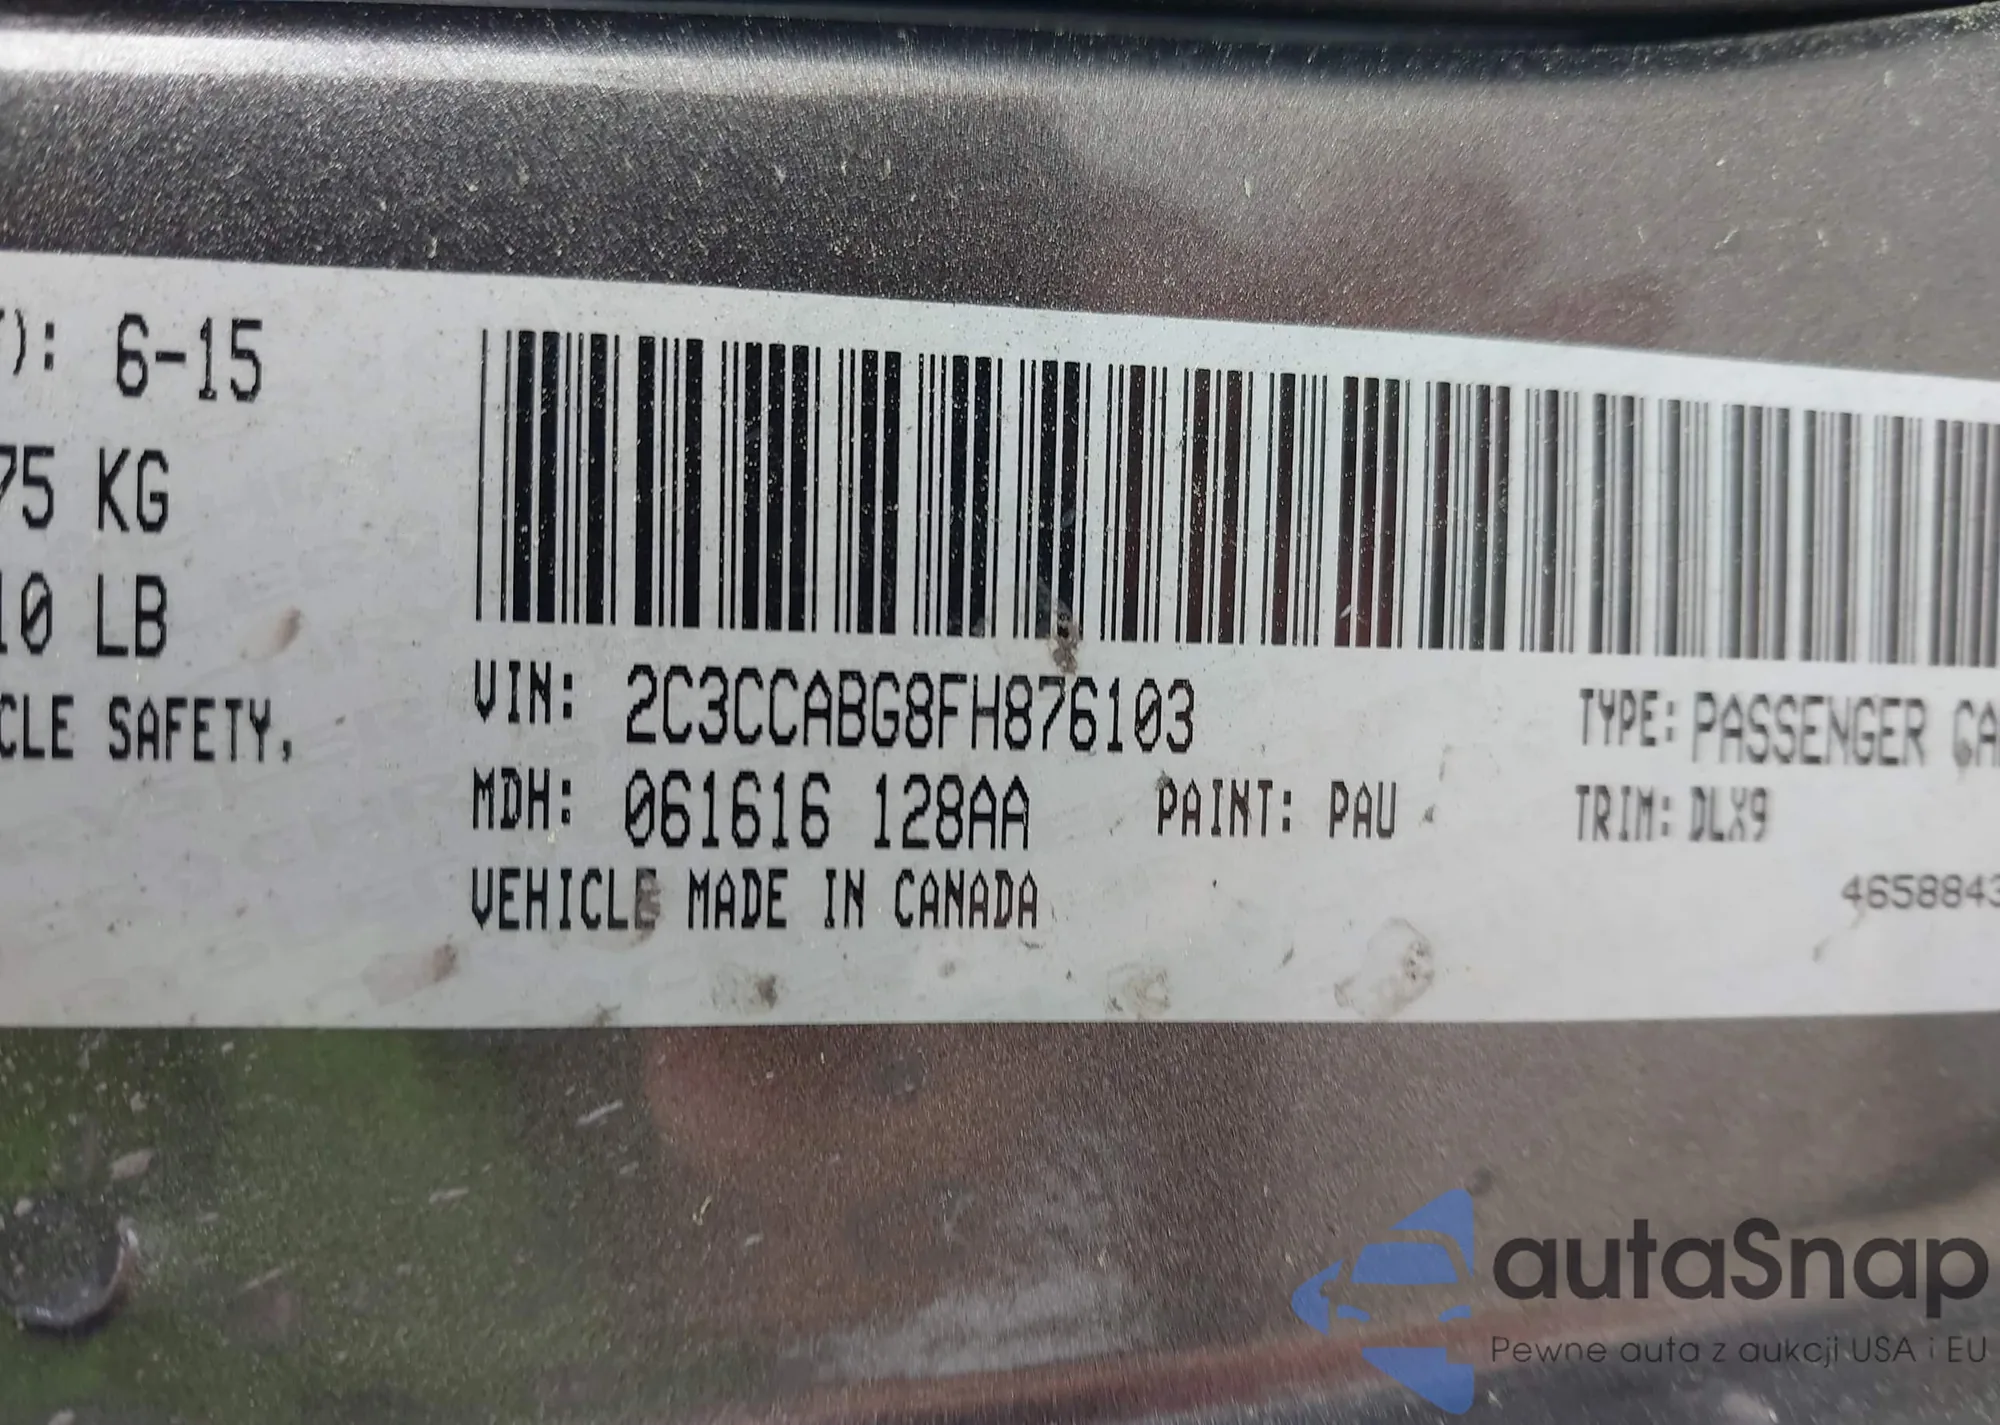 ): 6-15
75 KG
10 LB
CLE SAFETY,
VIN: 2C3CCABG8FH876103
TYPE: PASSENGER CA
MDH: 061616 128AA
PAINT: PAU
TRIM: DLX9
VEHICLE MADE IN CANADA
4658843
autaSnap
Pewne auta z aukcji USA i EU